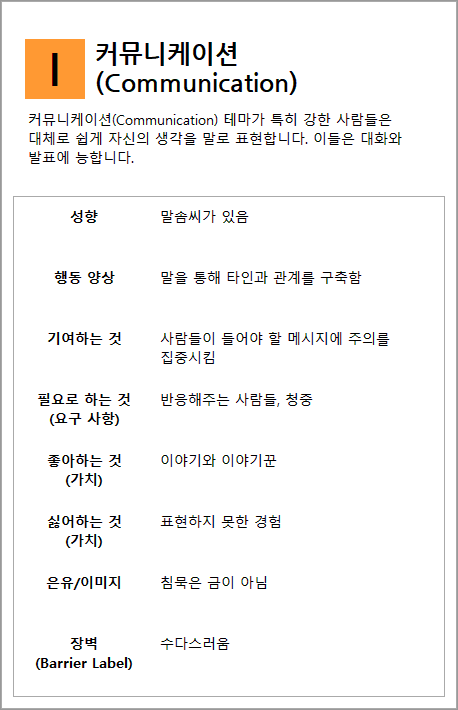 I
커뮤니케이션
(Communication)
커뮤니케이션(Communication) 테마가 특히 강한 사람들은
대체로 쉽게 자신의 생각을 말로 표현합니다. 이들은 대화와
발표에 능합니다.
성향 말솜씨가 있음
행동 양상 말을 통해 타인과 관계를 구축함
기여하는 것 사람들이 들어야 할 메시지에 주의를
집중시킴
필요로 하는 것 반응해주는 사람들, 청중
(요구 사항)
좋아하는 것 이야기와 이야기꾼
(가치)
싫어하는 것 표현하지 못한 경험
(가치)
은유/이미지 침묵은 금이 아님
장벽 수다스러움
(Barrier Label)